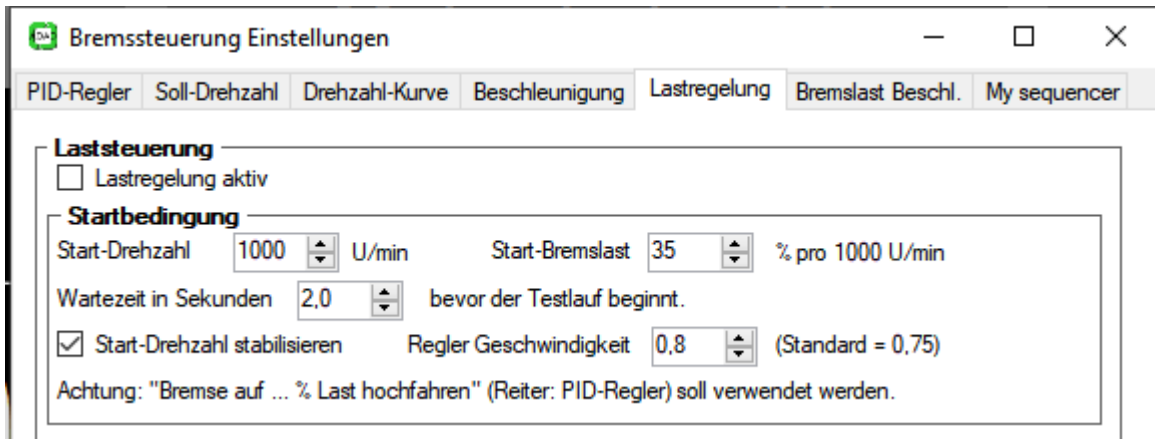 Bremssteuerung Einstellungen
PID-Regler Soll-Drehzahl Drehzahl-Kurve Beschleunigung Lastregelung Bremslast Beschl. My sequencer
Laststeuerung
Lastregelung aktiv
Startbedingung
Start-Drehzahl 1000 U/min Start-Bremslast 35 % pro 1000 U/min
Wartezeit in Sekunden 2,0 bevor der Testlauf beginnt.
Start-Drehzahl stabilisieren Regler Geschwindigkeit 0,8 (Standard = 0,75)
Achtung: "Bremse auf ... % Last hochfahren" (Reiter: PID-Regler) soll verwendet werden.